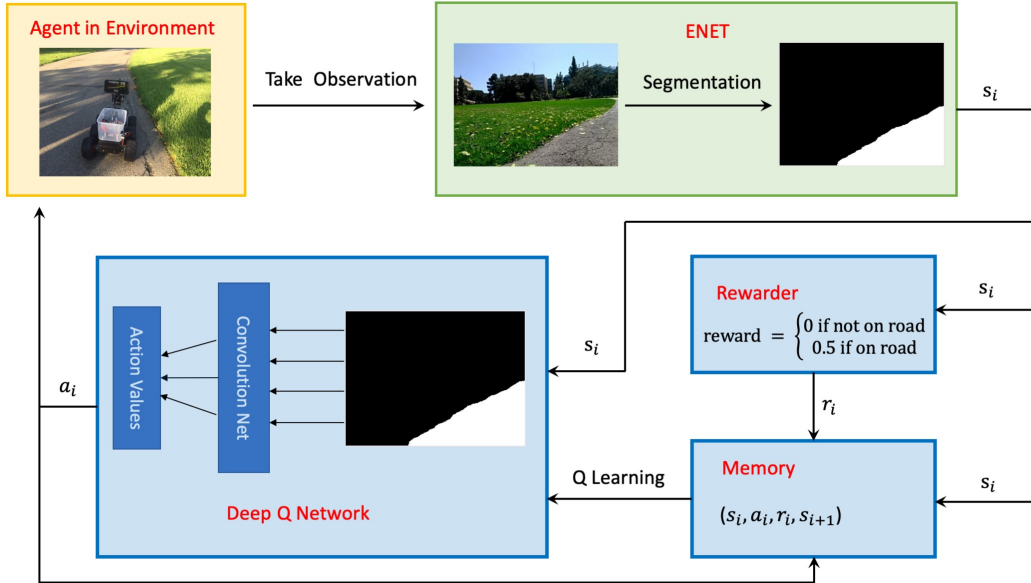 Agent in Environment
Take Observation
ENET
Segmentation
s_i
Action Values
Convolution Net
s_i
a_i
Deep Q Network
Rewarder
reward = {0 if not on road
0.5 if on road
s_i
r_i
Q Learning
Memory
(s_i, a_i, r_i, s_{i+1})
s_i